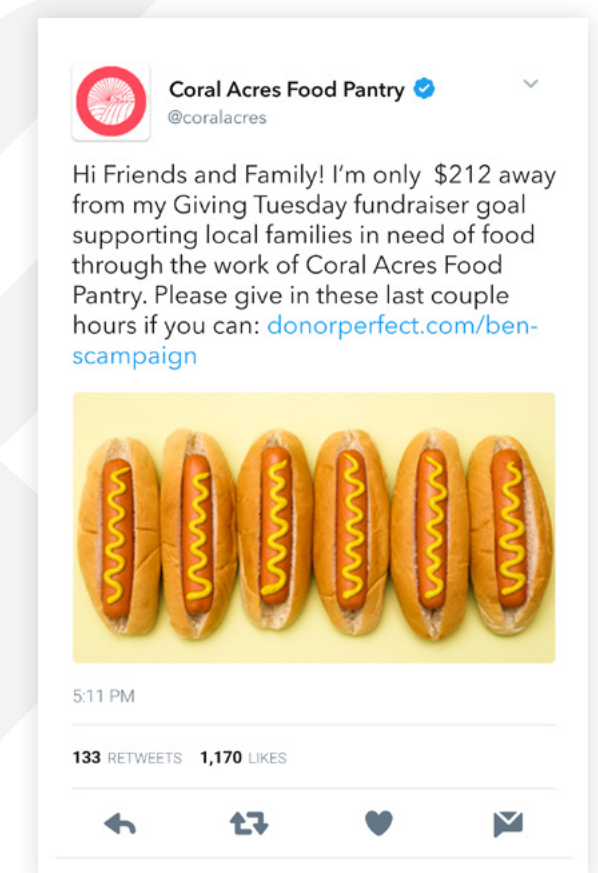 Coral Acres Food Pantry
@coralacres
Hi Friends and Family! I'm only  $212 away
from my Giving Tuesday fundraiser goal
supporting local families in need of food
through the work of Coral Acres Food
Pantry. Please give in these last couple
hours if you can: donorperfect.com/ben-
scampaign
5:11 PM
133 RETWEETS 1,170 LIKES